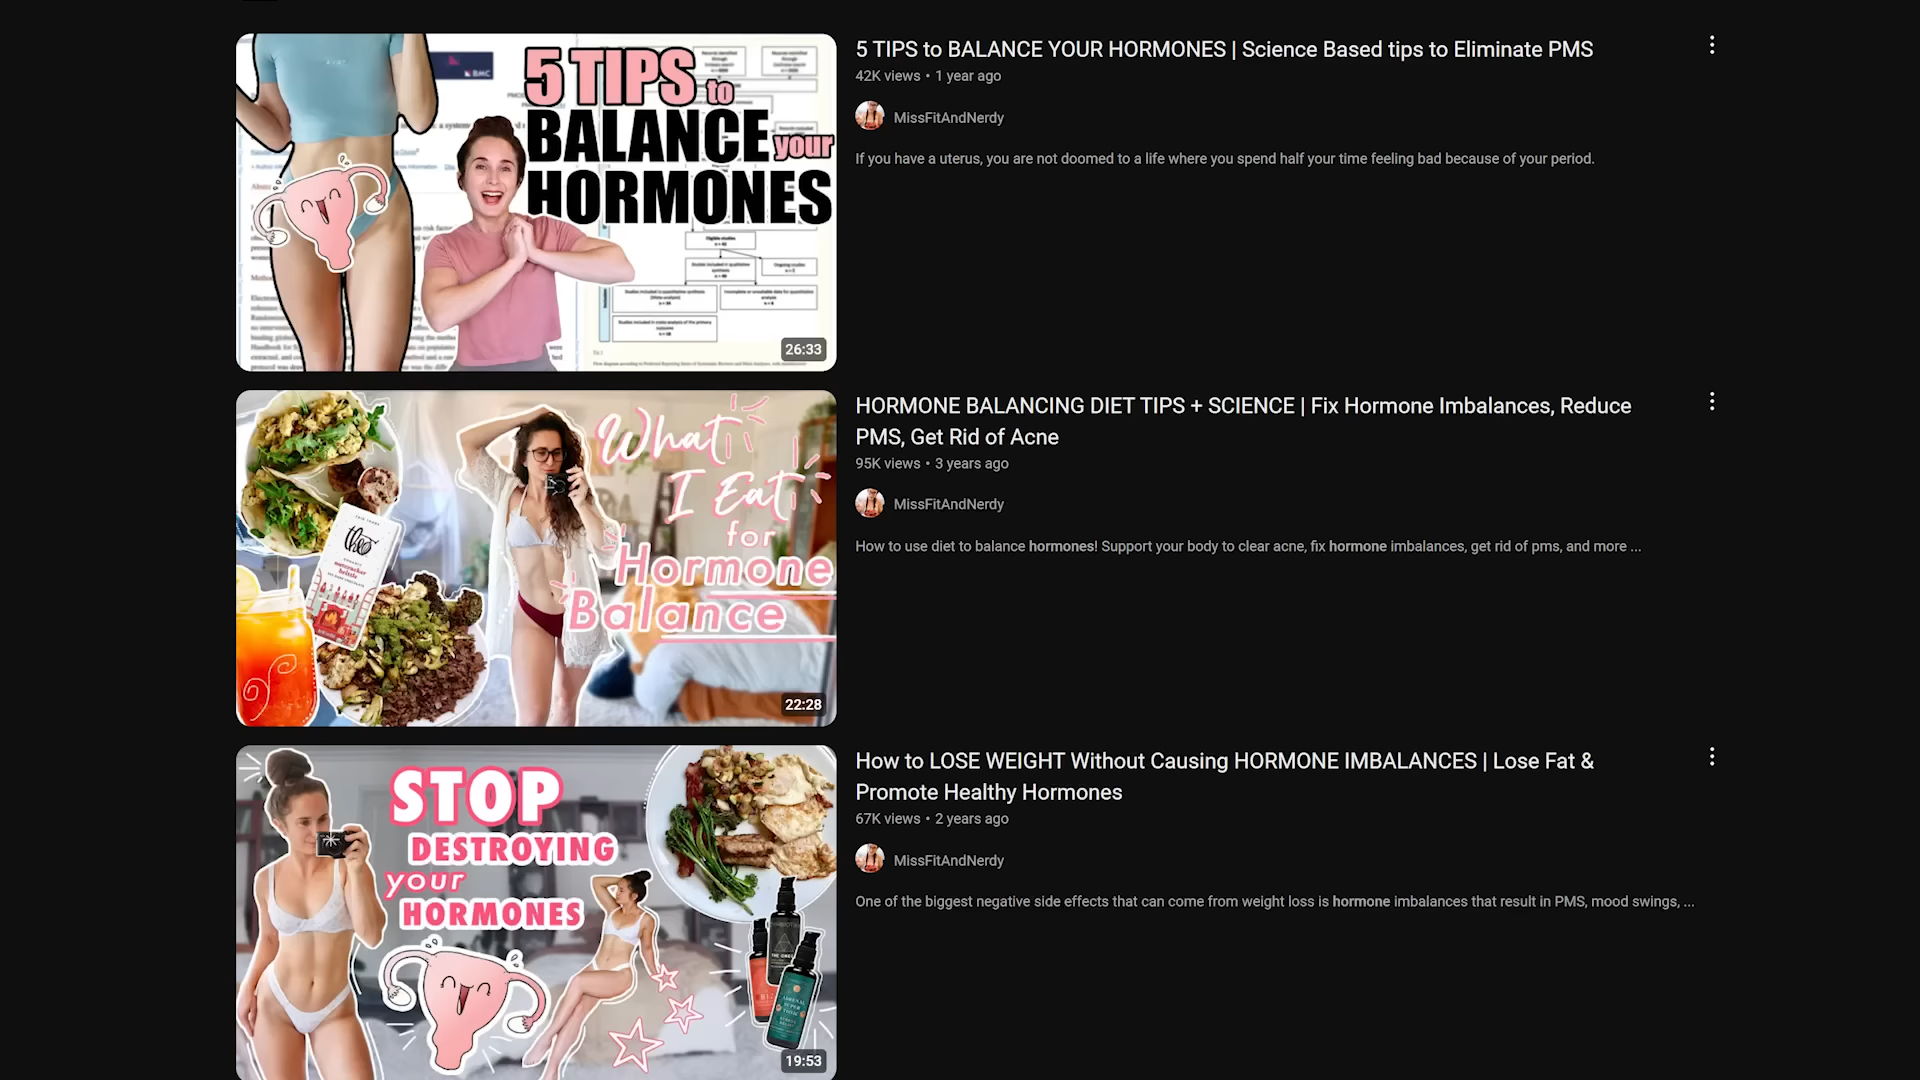 5 TIPS to
BALANCE your
HORMONES
BMC
Eligible studies
26:33
5 TIPS to BALANCE YOUR HORMONES | Science Based tips to Eliminate PMS
42K views • 1 year ago
MissFitAndNerdy
If you have a uterus, you are not doomed to a life where you spend half your time feeling bad because of your period.
What
I Eat
for
Hormone
Balance
theo
22:28
HORMONE BALANCING DIET TIPS + SCIENCE | Fix Hormone Imbalances, Reduce
PMS, Get Rid of Acne
95K views • 3 years ago
MissFitAndNerdy
How to use diet to balance hormones! Support your body to clear acne, fix hormone imbalances, get rid of pms, and more ...
STOP
DESTROYING
your
HORMONES
19:53
How to LOSE WEIGHT Without Causing HORMONE IMBALANCES | Lose Fat &
Promote Healthy Hormones
67K views • 2 years ago
MissFitAndNerdy
One of the biggest negative side effects that can come from weight loss is hormone imbalances that result in PMS, mood swings, ...